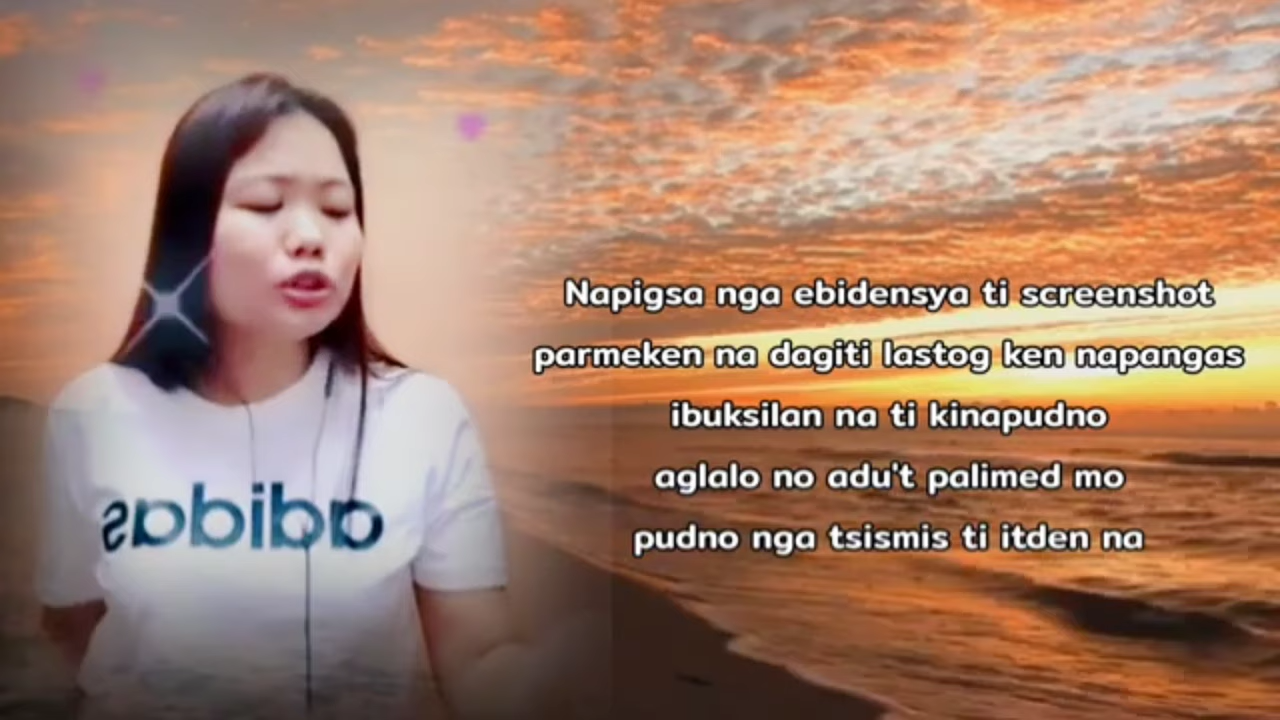 adidas
Napigsa nga ebidensya ti screenshot
parmeken na dagiti lastog ken napangas
ibuksilan na ti kinapudno
aglalo no adu't palimed mo
pudno nga tsismis ti itden na